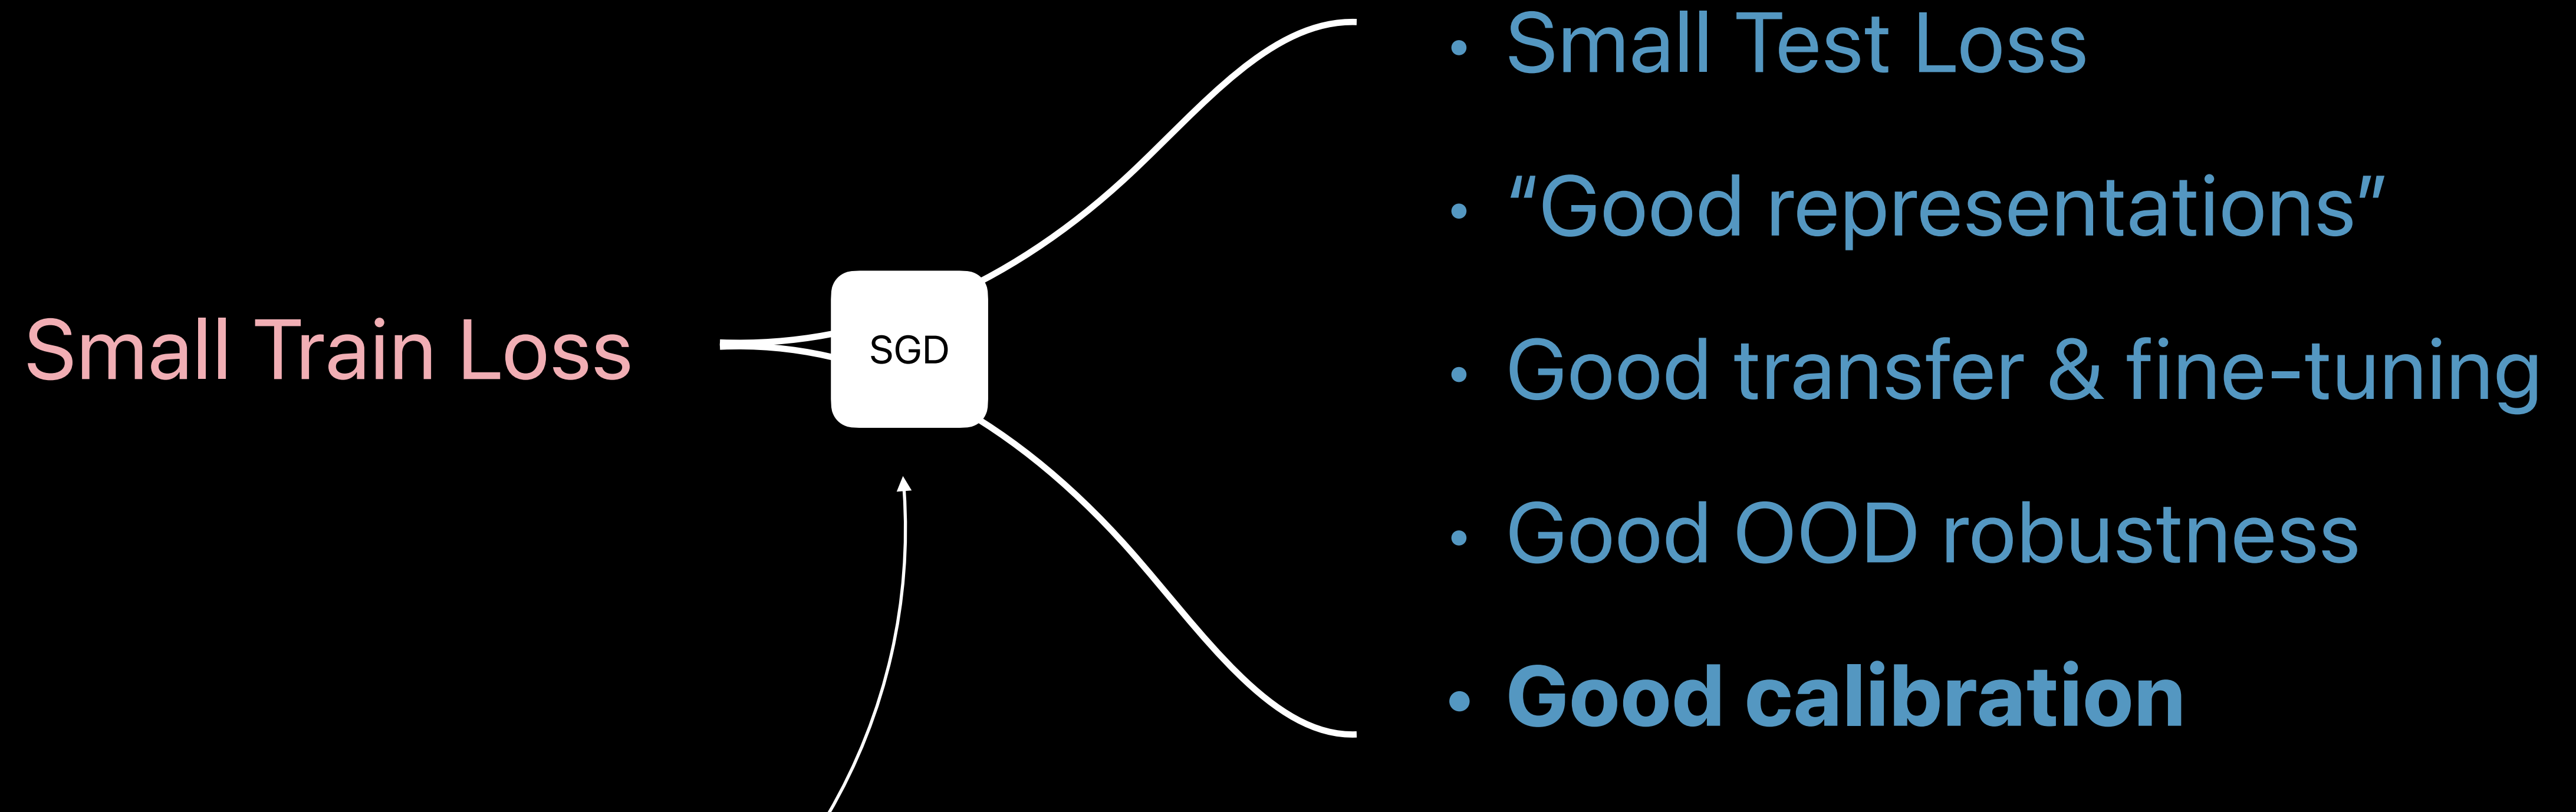 Small Train Loss
SGD
• Small Test Loss
• “Good representations”
• Good transfer & fine-tuning
• Good OOD robustness
• Good calibration